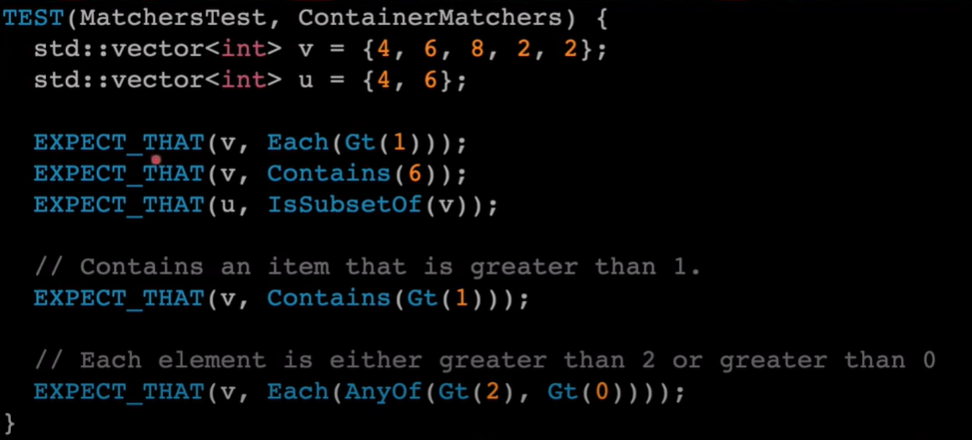 TEST(MatchersTest, ContainerMatchers) {
  std::vector<int> v = {4, 6, 8, 2, 2};
  std::vector<int> u = {4, 6};

  EXPECT_THAT(v, Each(Gt(1)));
  EXPECT_THAT(v, Contains(6));
  EXPECT_THAT(u, IsSubsetOf(v));

  // Contains an item that is greater than 1.
  EXPECT_THAT(v, Contains(Gt(1)));

  // Each element is either greater than 2 or greater than 0
  EXPECT_THAT(v, Each(AnyOf(Gt(2), Gt(0))));
}